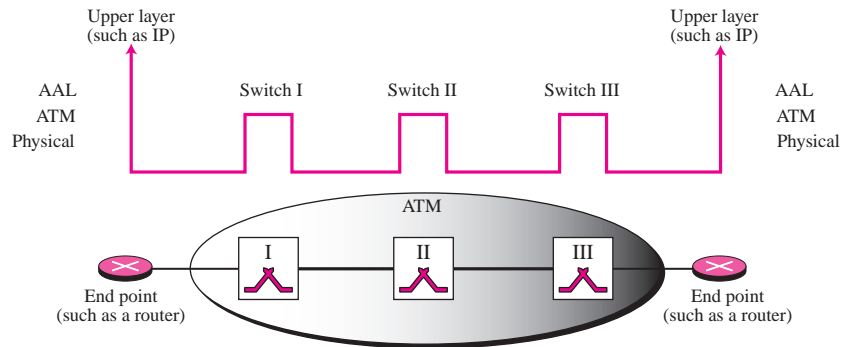 Upper layer
(such as IP)
Upper layer
(such as IP)
AAL
Switch I
Switch II
Switch III
AAL
ATM
ATM
Physical
Physical
ATM
I
II
III
End point
(such as a router)
End point
(such as a router)